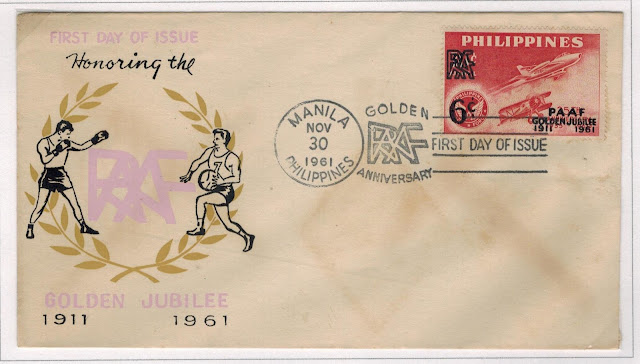 FIRST DAY OF ISSUE
Honoring the
PAAF
7
GOLDEN JUBILEE
1911 1961
MANILA
NOV
30
1961
PHILIPPINES
GOLDEN
PAAF
ANNIVERSARY
FIRST DAY OF ISSUE
PHILIPPINES
PAAF
6c
PAAF
GOLDEN JUBILEE
1911 1961